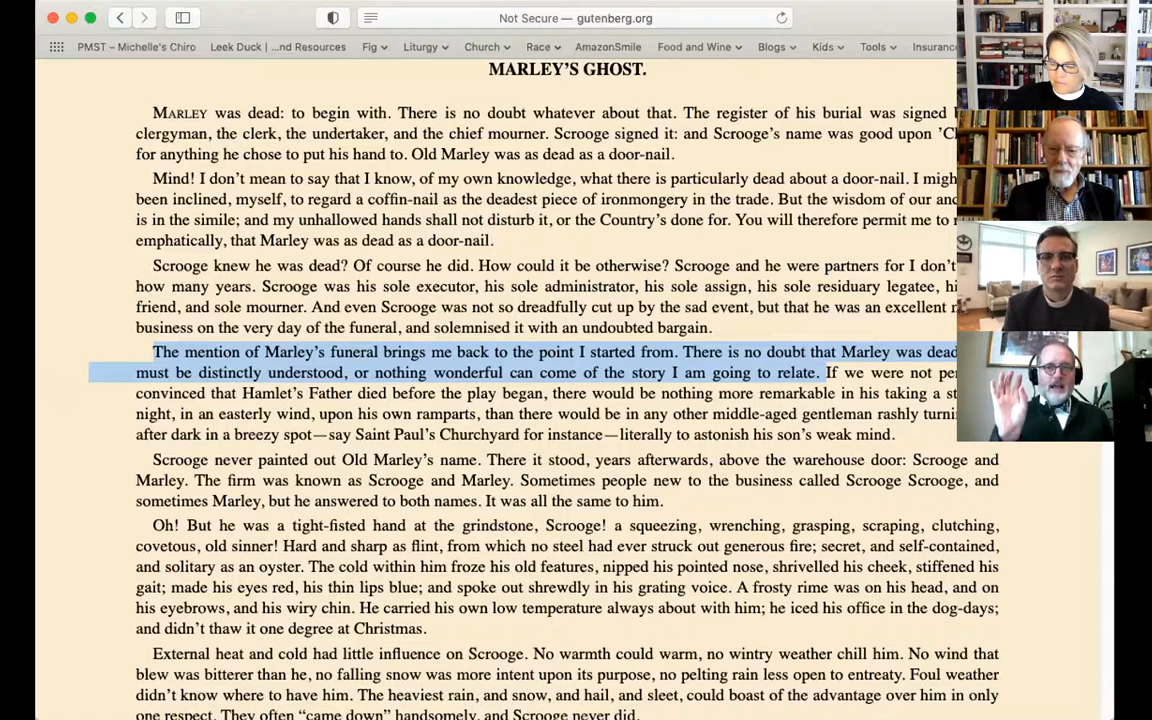 Not Secure — gutenberg.org
PMST – Michelle's Chiro Leek Duck | ...nd Resources Fig Liturgy Church Race AmazonSmile Food and Wine Blogs Kids Tools Insuranc
MARLEY'S GHOST.
MARLEY was dead: to begin with. There is no doubt whatever about that. The register of his burial was signed
clergyman, the clerk, the undertaker, and the chief mourner. Scrooge signed it: and Scrooge's name was good upon 'C
for anything he chose to put his hand to. Old Marley was as dead as a door-nail.
Mind! I don't mean to say that I know, of my own knowledge, what there is particularly dead about a door-nail. I migh
been inclined, myself, to regard a coffin-nail as the deadest piece of ironmongery in the trade. But the wisdom of our anc
is in the simile; and my unhallowed hands shall not disturb it, or the Country's done for. You will therefore permit me to
emphatically, that Marley was as dead as a door-nail.
Scrooge knew he was dead? Of course he did. How could it be otherwise? Scrooge and he were partners for I don't
how many years. Scrooge was his sole executor, his sole administrator, his sole assign, his sole residuary legatee, hi
friend, and sole mourner. And even Scrooge was not so dreadfully cut up by the sad event, but that he was an excellent
business on the very day of the funeral, and solemnised it with an undoubted bargain.
The mention of Marley's funeral brings me back to the point I started from. There is no doubt that Marley was dead
must be distinctly understood, or nothing wonderful can come of the story I am going to relate. If we were not pe
convinced that Hamlet's Father died before the play began, there would be nothing more remarkable in his taking a st
night, in an easterly wind, upon his own ramparts, than there would be in any other middle-aged gentleman rashly turni
after dark in a breezy spot—say Saint Paul's Churchyard for instance—literally to astonish his son's weak mind.
Scrooge never painted out Old Marley's name. There it stood, years afterwards, above the warehouse door: Scrooge and
Marley. The firm was known as Scrooge and Marley. Sometimes people new to the business called Scrooge Scrooge, and
sometimes Marley, but he answered to both names. It was all the same to him.
Oh! But he was a tight-fisted hand at the grindstone, Scrooge! a squeezing, wrenching, grasping, scraping, clutching,
covetous, old sinner! Hard and sharp as flint, from which no steel had ever struck out generous fire; secret, and self-contained,
and solitary as an oyster. The cold within him froze his old features, nipped his pointed nose, shrivelled his cheek, stiffened his
gait; made his eyes red, his thin lips blue; and spoke out shrewdly in his grating voice. A frosty rime was on his head, and on
his eyebrows, and his wiry chin. He carried his own low temperature always about with him; he iced his office in the dog-days;
and didn't thaw it one degree at Christmas.
External heat and cold had little influence on Scrooge. No warmth could warm, no wintry weather chill him. No wind that
blew was bitterer than he, no falling snow was more intent upon its purpose, no pelting rain less open to entreaty. Foul weather
didn't know where to have him. The heaviest rain, and snow, and hail, and sleet, could boast of the advantage over him in only
one respect. They often "came down" handsomely, and Scrooge never did.